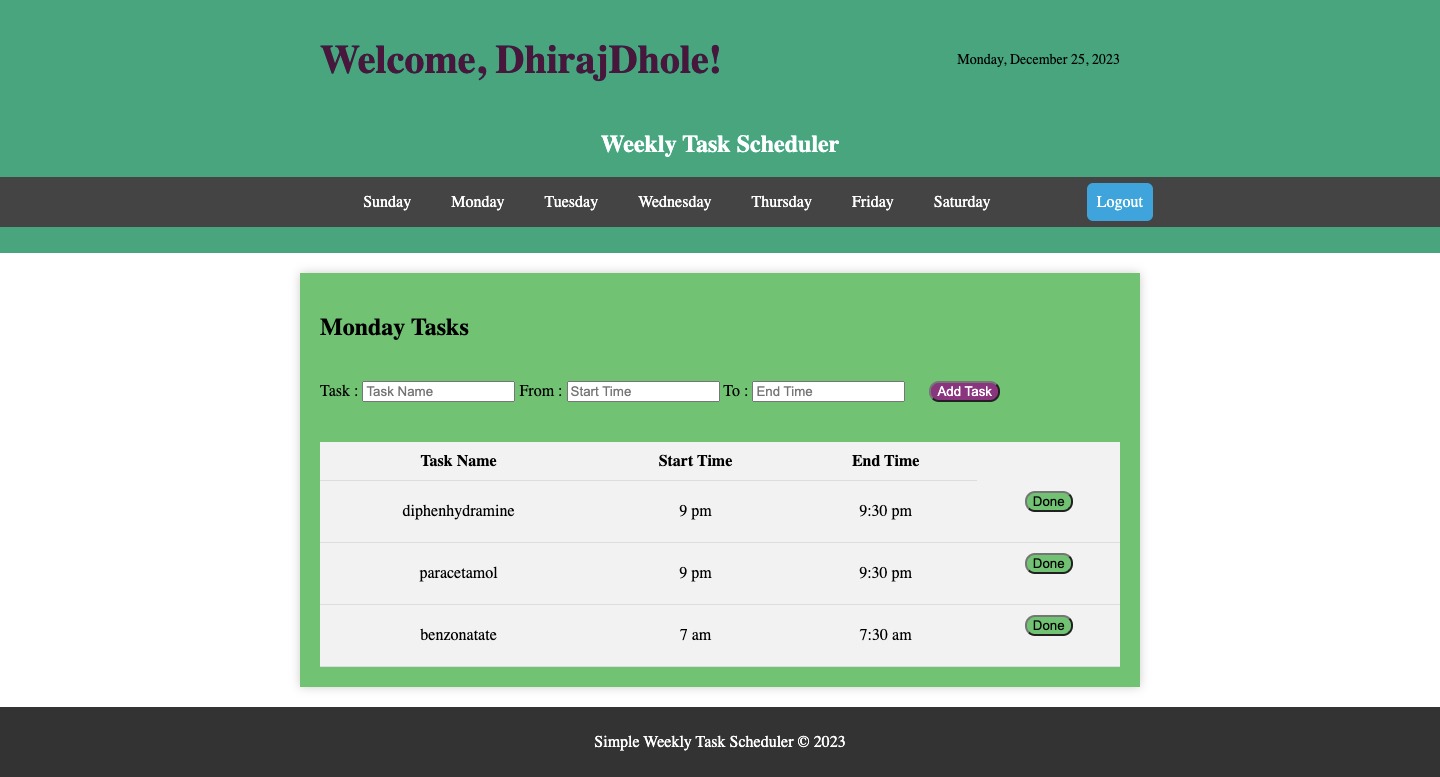 Welcome, DhirajDhole!
Monday, December 25, 2023
Weekly Task Scheduler
Sunday Monday Tuesday Wednesday Thursday Friday Saturday Logout
Monday Tasks
Task : Task Name From : Start Time To : End Time Add Task
Task Name Start Time End Time
diphenhydramine 9 pm 9:30 pm Done
paracetamol 9 pm 9:30 pm Done
benzonatate 7 am 7:30 am Done
Simple Weekly Task Scheduler © 2023